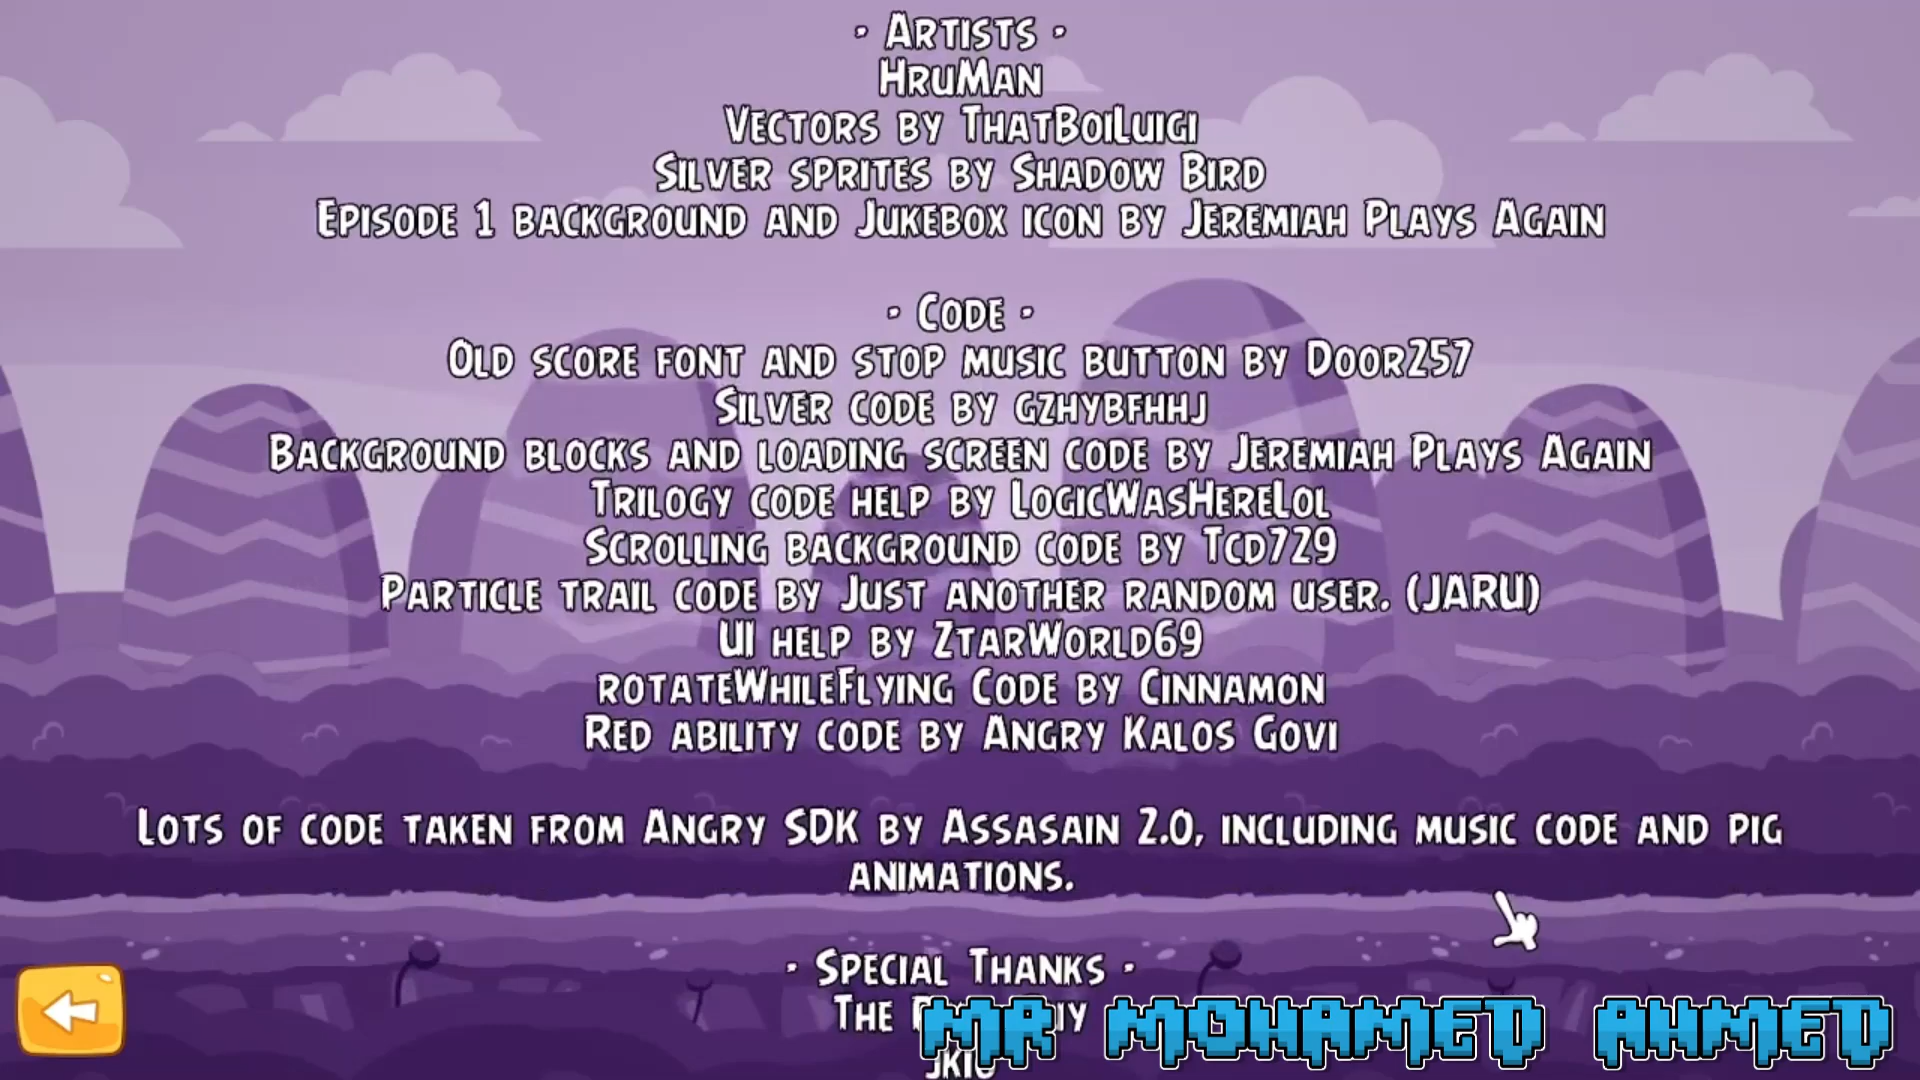 · Artists ·
HruMan
Vectors by ThatBoiLuigi
Silver sprites by Shadow Bird
Episode 1 background and Jukebox icon by Jeremiah Plays Again
· Code ·
Old score font and stop music button by Door257
Silver code by gzhybfhhj
Background blocks and loading screen code by Jeremiah Plays Again
Trilogy code help by LogicWasHereLol
Scrolling background code by Tcd729
Particle trail code by Just another random user. (JARU)
UI help by ZtarWorld69
rotateWhileFlying Code by Cinnamon
Red ability code by Angry Kalos Govi
Lots of code taken from Angry SDK by Assasain 2.0, including music code and pig
animations.
· Special Thanks ·
The
MR MOHAMED AHMED